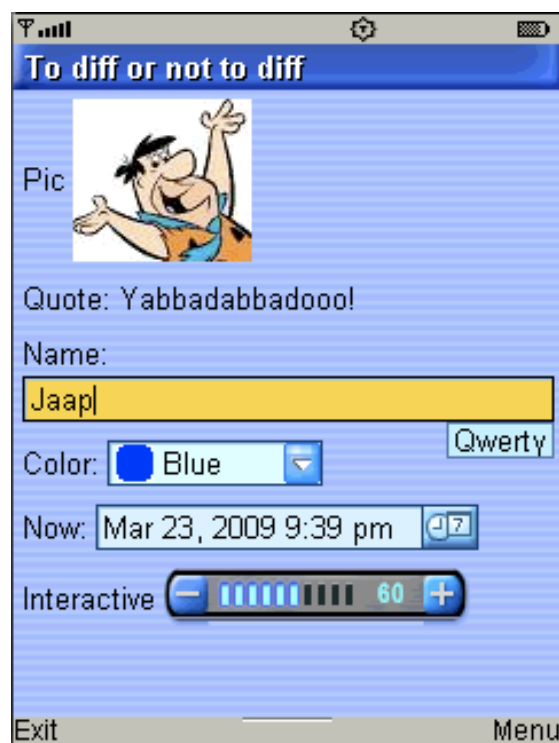 To diff or not to diff
Pic
Quote: Yabbadabbadooo!
Name:
Jaap
Qwerty
Color: Blue
Now: Mar 23, 2009 9:39 pm 7
Interactive 60
Exit Menu